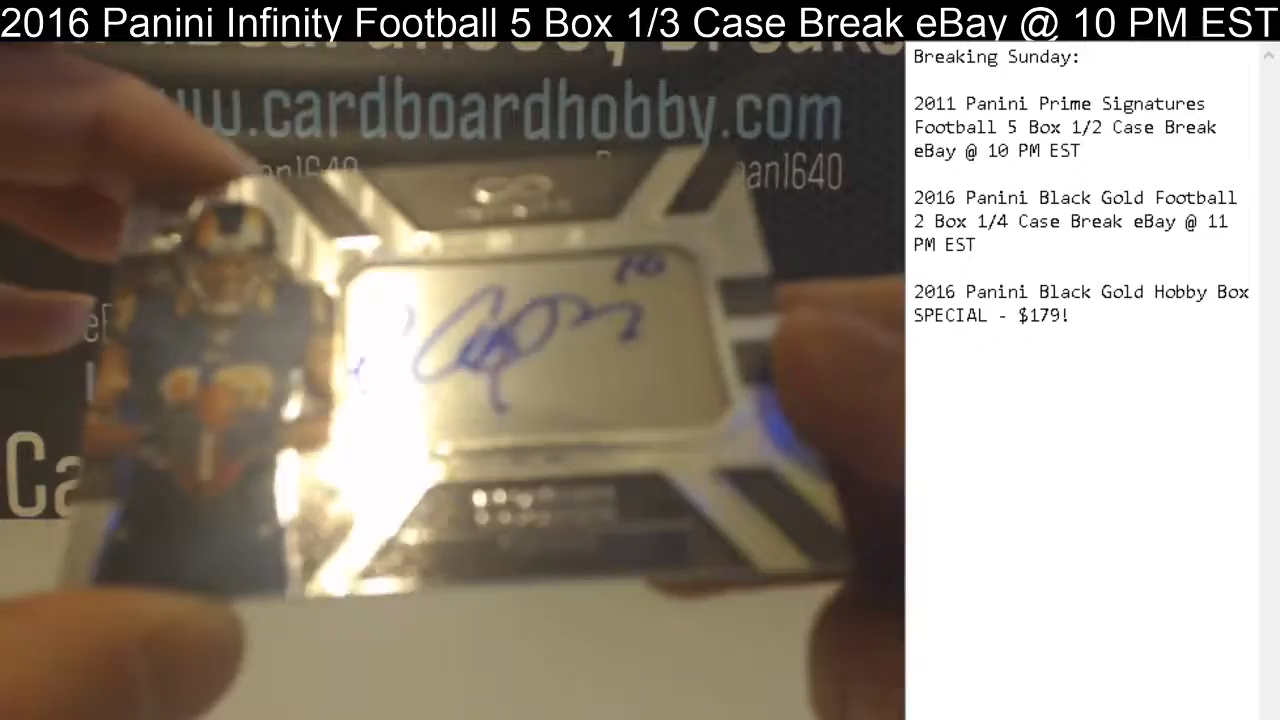 2016 Panini Infinity Football 5 Box 1/3 Case Break eBay @ 10 PM EST
www.cardboardhobby.com
an1640
an1640
Ca
Breaking Sunday:
2011 Panini Prime Signatures
Football 5 Box 1/2 Case Break
eBay @ 10 PM EST
2016 Panini Black Gold Football
2 Box 1/4 Case Break eBay @ 11
PM EST
2016 Panini Black Gold Hobby Box
SPECIAL - $179!